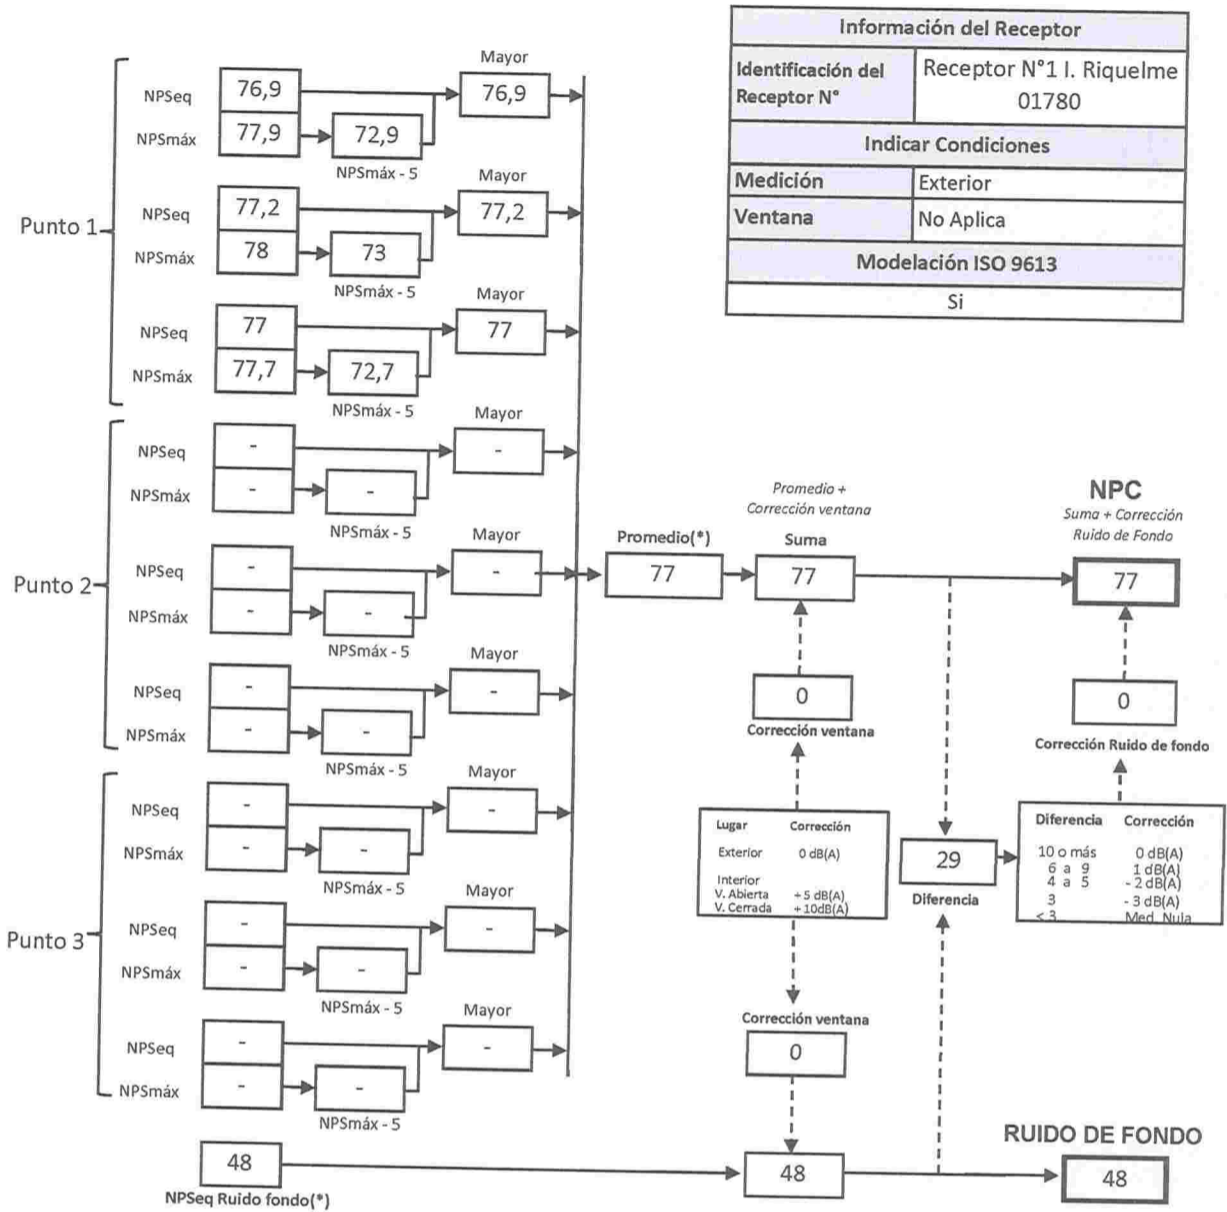 Información del Receptor
Identificación del Receptor N°
Receptor N°1 I. Riquelme 01780
Indicar Condiciones
Medición Exterior
Ventana No Aplica
Modelación ISO 9613
Si
Punto 1
Mayor
NPSeq 76,9 76,9
NPSmáx 77,9 72,9
NPSmáx - 5
Mayor
NPSeq 77,2 77,2
NPSmáx 78 73
NPSmáx - 5
Mayor
NPSeq 77 77
NPSmáx 77,7 72,7
NPSmáx - 5
Punto 2
Mayor
NPSeq - -
NPSmáx - -
NPSmáx - 5
Mayor
NPSeq - -
NPSmáx - -
NPSmáx - 5
Mayor
NPSeq - -
NPSmáx - -
NPSmáx - 5
Punto 3
Mayor
NPSeq - -
NPSmáx - -
NPSmáx - 5
Mayor
NPSeq - -
NPSmáx - -
NPSmáx - 5
Mayor
NPSeq - -
NPSmáx - -
NPSmáx - 5
Promedio(*)
77
Promedio +
Corrección ventana
Suma
77
0
Corrección ventana
NPC
Suma + Corrección
Ruido de Fondo
77
0
Corrección Ruido de fondo
Lugar Corrección
Exterior 0 dB(A)
Interior
V. Abierta +5 dB(A)
V. Cerrada +10dB(A)
29
Diferencia
Diferencia Corrección
10 o más 0 dB(A)
6 a 9 1 dB(A)
4 a 5 - 2 dB(A)
3 - 3 dB(A)
< 3 Med. Nula
Corrección ventana
0
48
NPSeq Ruido fondo(*)
48
RUIDO DE FONDO
48